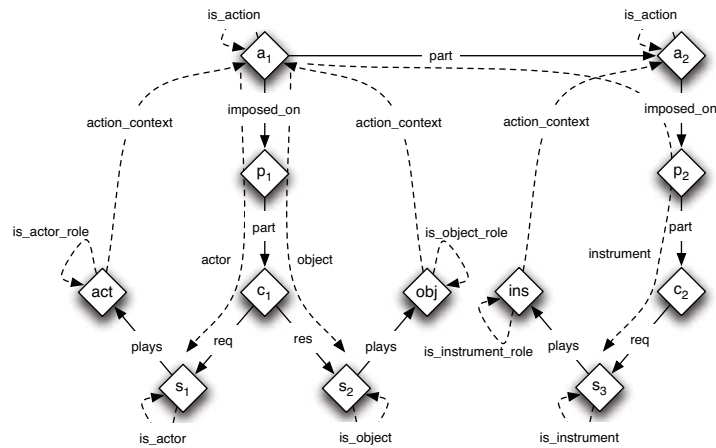 is_action
is_action
a1
part
a2
action_context
imposed_on
action_context
action_context
imposed_on
p1
p2
is_actor_role
part
is_object_role
part
actor
object
instrument
act
c1
obj
ins
c2
plays
req
res
plays
is_instrument_role
plays
req
s1
s2
s3
is_actor
is_object
is_instrument